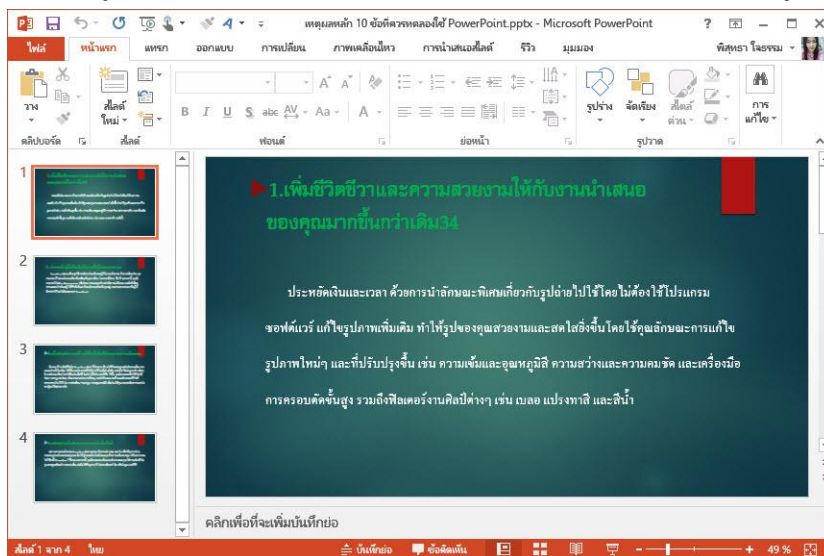 เหตุผลหลัก 10 ข้อที่ควรทดลองใช้ PowerPoint.pptx - Microsoft PowerPoint
ไฟล์ หน้าแรก แทรก ออกแบบ การเปลี่ยน ภาพเคลื่อนไหว การนำเสนอสไลด์ รีวิว มุมมอง
วาง
สไลด์
ใหม่
B I U S abc AV Aa A
รูปร่าง จัดเรียง สไตล์
ด่วน
การ
แก้ไข
คลิปบอร์ด สไลด์ ฟอนต์ ย่อหน้า รูปวาด
1
2
3
4
1.เพิ่มชีวิตชีวาและความสวยงามให้กับงานนำเสนอ
ของคุณมากขึ้นกว่าเดิม34
ประหยัดเงินและเวลา ด้วยการนำลักษณะพิเศษเกี่ยวกับรูปถ่ายไปใช้โดยไม่ต้องใช้โปรแกรม
ซอฟต์แวร์ แก้ไขรูปภาพเพิ่มเติม ทำให้รูปของคุณสวยงามและสดใสยิ่งขึ้นโดยใช้คุณลักษณะการแก้ไข
รูปภาพใหม่ๆ และที่ปรับปรุงขึ้น เช่น ความเข้มและอุณหภูมิสี ความสว่างและความคมชัด และเครื่องมือ
การครอบตัดขั้นสูง รวมถึงฟิลเตอร์งานศิลป์ต่างๆ เช่น เบลอ แปรงทาสี และสีน้ำ
คลิกเพื่อที่จะเพิ่มบันทึกย่อ
สไลด์ 1 จาก 4 ไทย บันทึกย่อ ข้อคิดเห็น 49 %